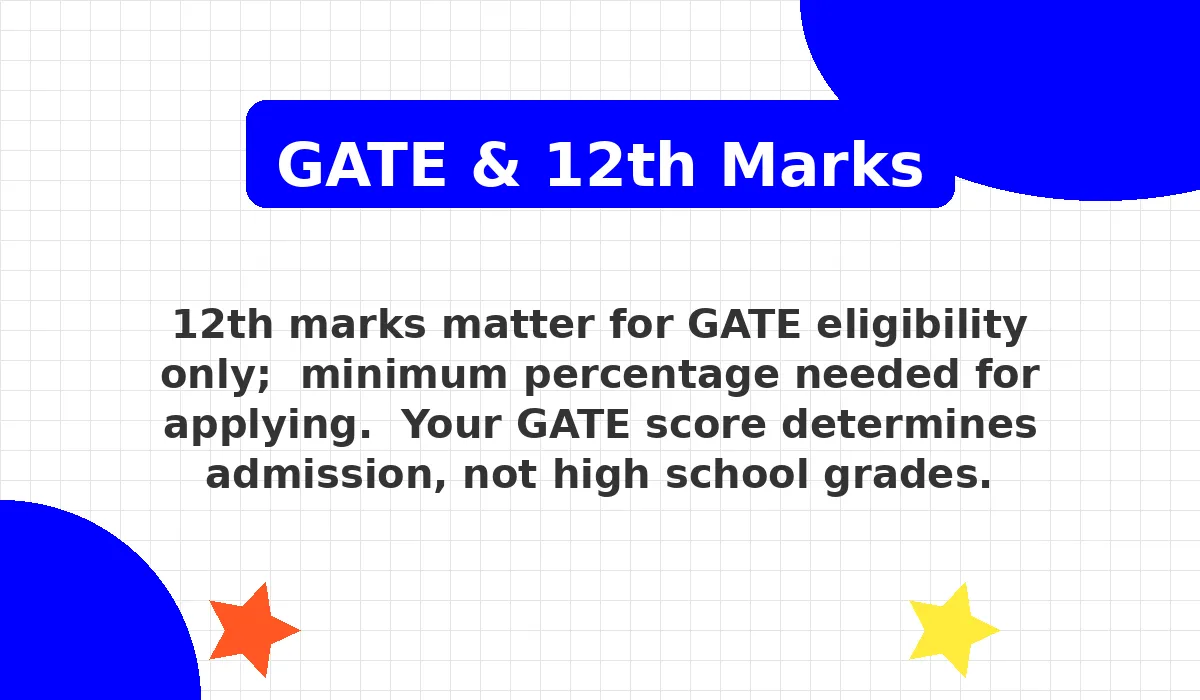 GATE & 12th Marks
12th marks matter for GATE eligibility
only;  minimum percentage needed for
applying.  Your GATE score determines
admission, not high school grades.